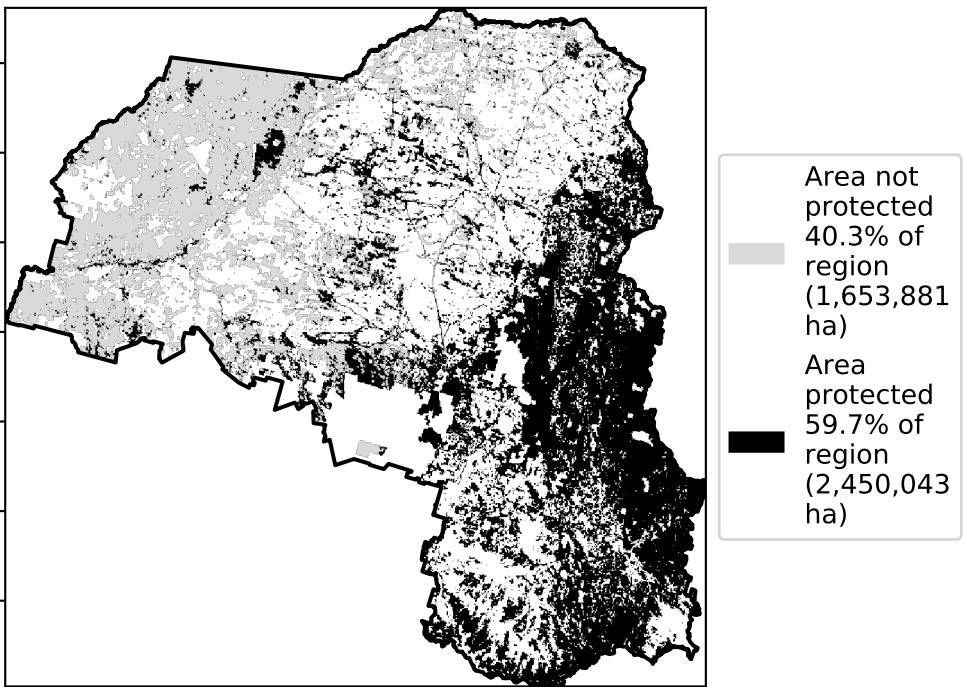 Area not
protected
40.3% of
region
(1,653,881
ha)
Area
protected
59.7% of
region
(2,450,043
ha)